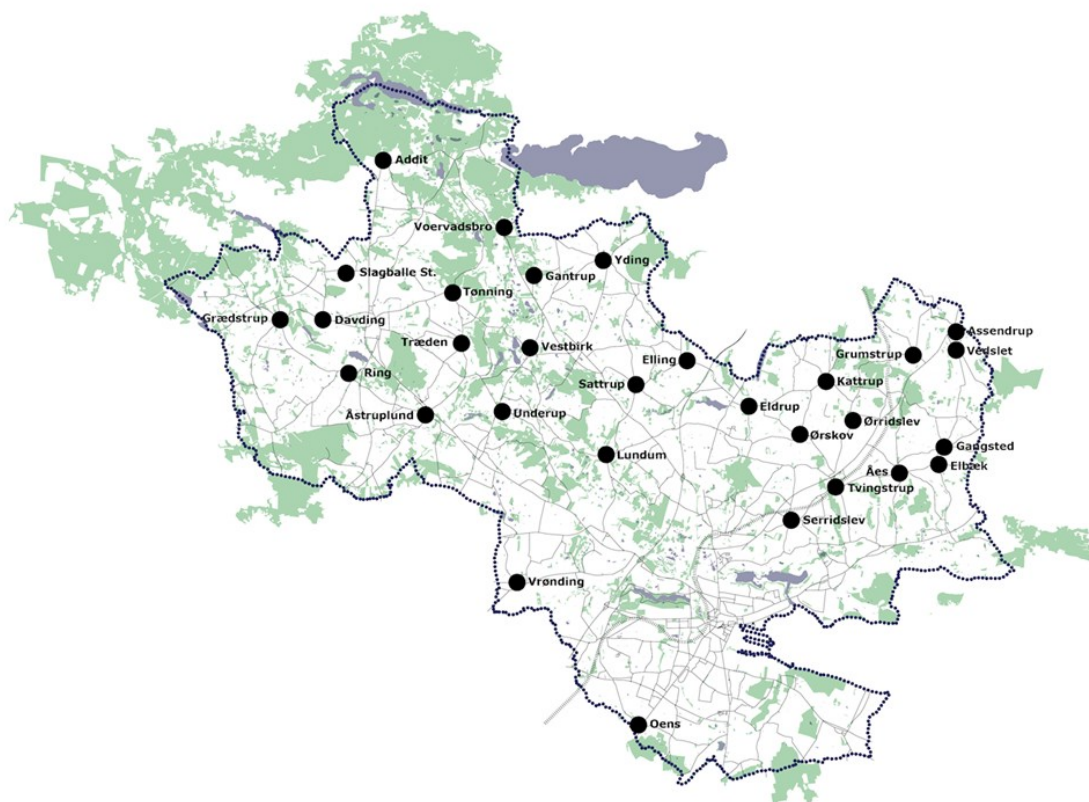 Addit
Voervadsbro
Yding
Slagballe St.
Gantrup
Tønning
Grædstrup
Davding
Assendrup
Træden
Vestbirk
Vedslet
Grumstrup
Elling
Ring
Kattrup
Sattrup
Eldrup
Åstruplund
Underup
Ørridslev
Ørskov
Gangsted
Lundum
Elbæk
Åes
Tvingstrup
Serridslev
Vrønding
Oens